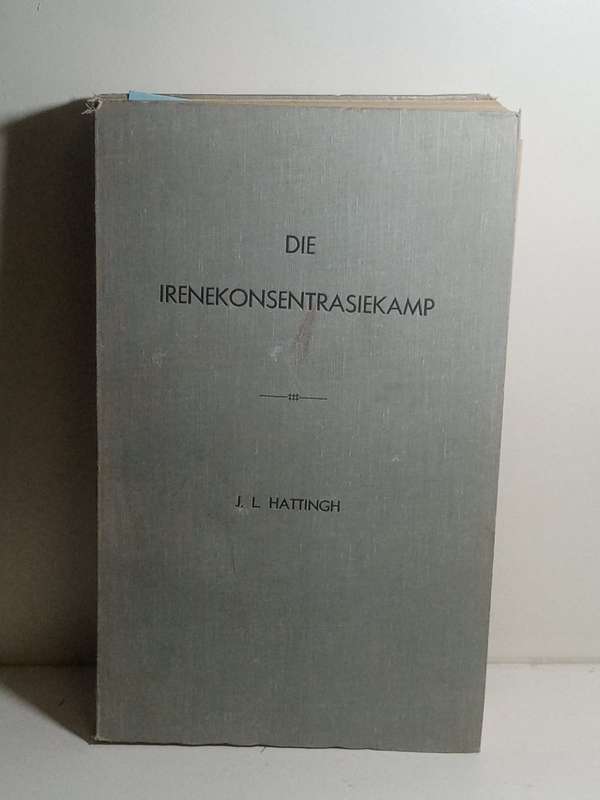 DIE
IRENEKONSENTRASIEKAMP
J. L. HATTINGH